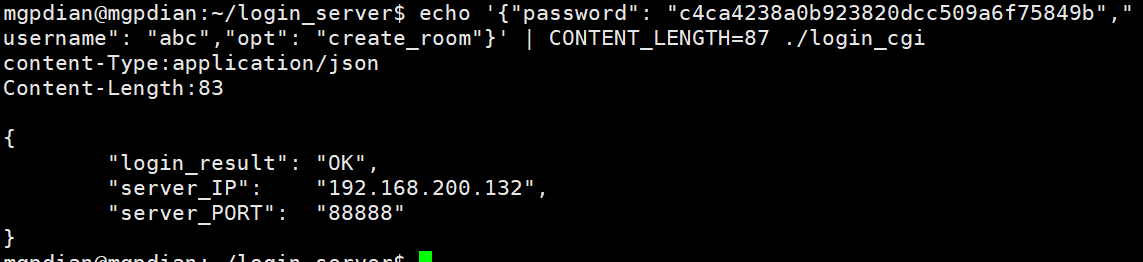 mgpdian@mgpdian:~/login_server$ echo '{"password": "c4ca4238a0b923820dcc509a6f75849b","
username": "abc","opt": "create_room"}' | CONTENT_LENGTH=87 ./login_cgi
content-Type:application/json
Content-Length:83
{
"login_result": "OK",
"server_IP": "192.168.200.132",
"server_PORT": "88888"
}
mgpdian@mgpdian:~/login_server$